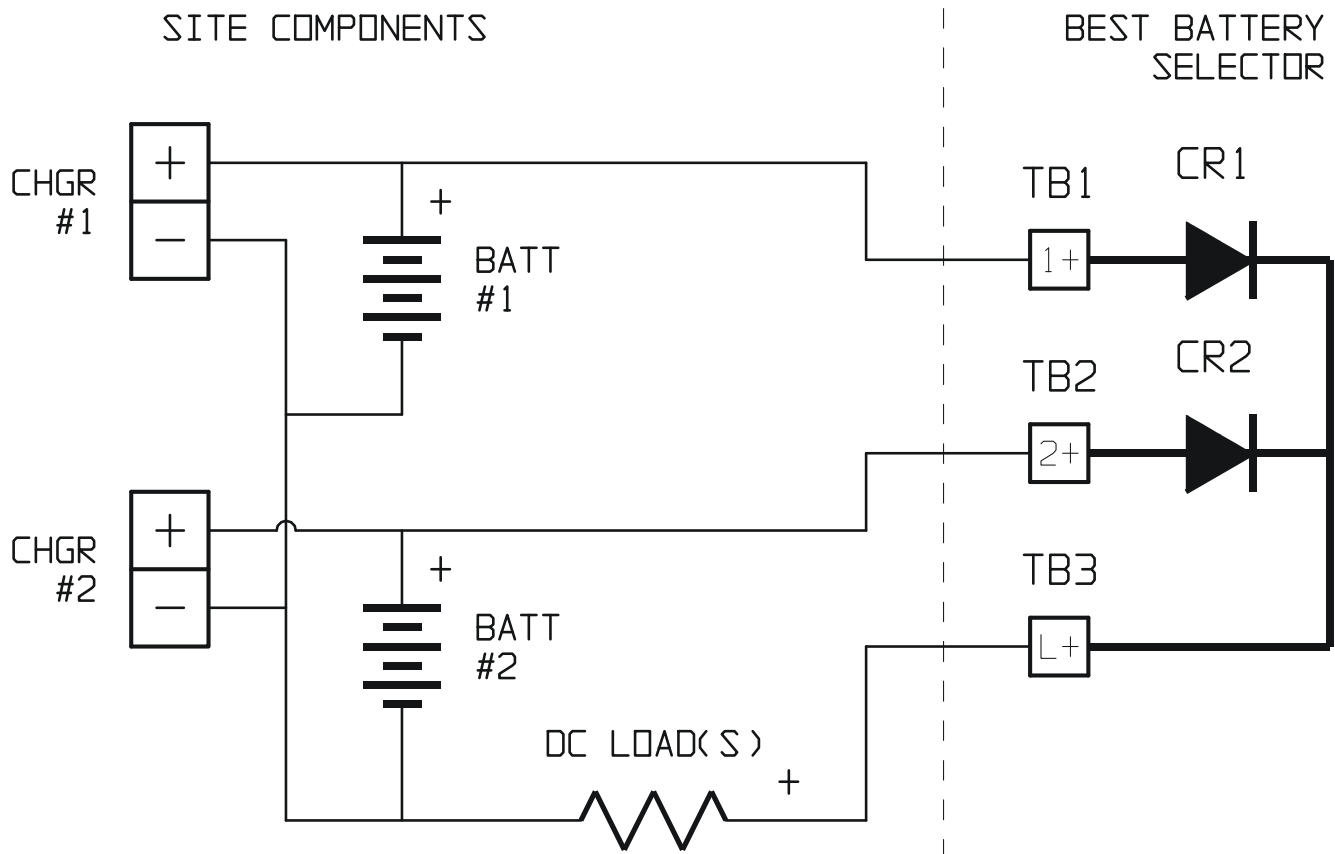 SITE COMPONENTS
BEST BATTERY
SELECTOR
CHGR
#1
+
−
+
BATT
#1
TB1
1+
CR1
TB2
2+
CR2
CHGR
#2
+
−
+
BATT
#2
TB3
L+
DC LOAD(S)
+